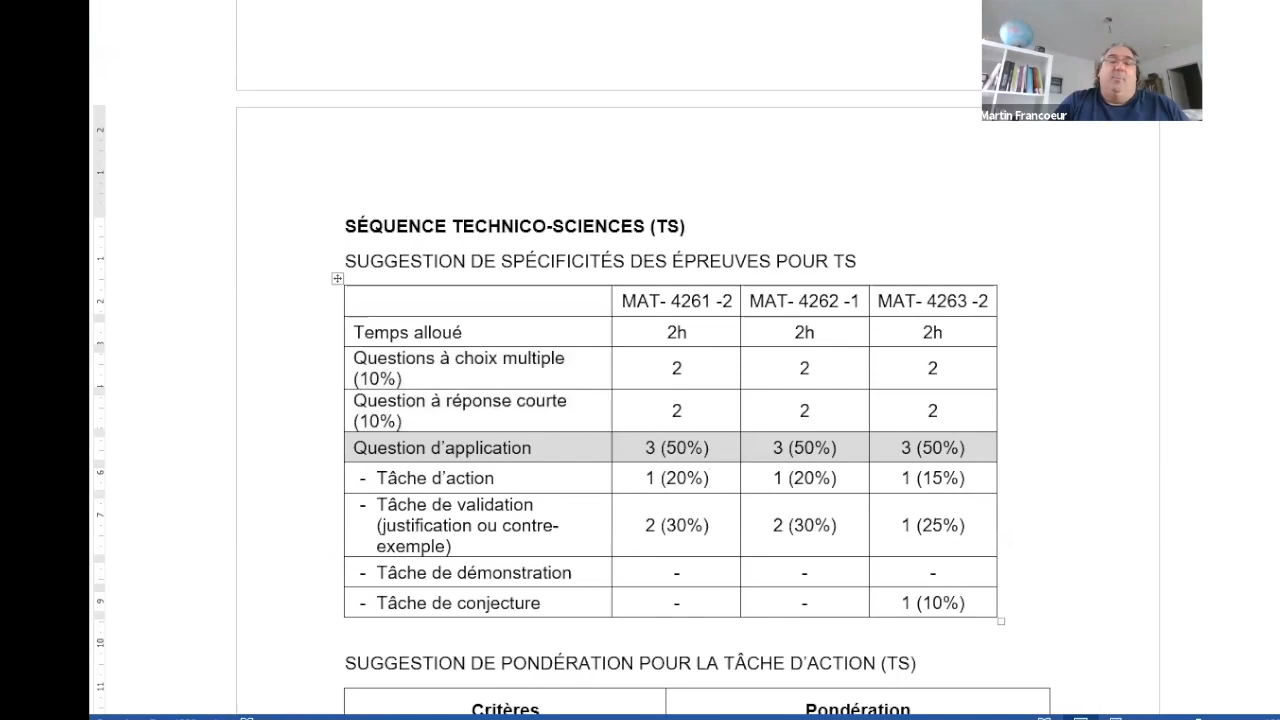 Martin Francoeur
SÉQUENCE TECHNICO-SCIENCES (TS)
SUGGESTION DE SPÉCIFICITÉS DES ÉPREUVES POUR TS
MAT- 4261 -2 MAT- 4262 -1 MAT- 4263 -2
Temps alloué 2h 2h 2h
Questions à choix multiple
(10%) 2 2 2
Question à réponse courte
(10%) 2 2 2
Question d'application 3 (50%) 3 (50%) 3 (50%)
- Tâche d'action 1 (20%) 1 (20%) 1 (15%)
- Tâche de validation
(justification ou contre- 2 (30%) 2 (30%) 1 (25%)
exemple)
- Tâche de démonstration - - -
- Tâche de conjecture - - 1 (10%)
SUGGESTION DE PONDÉRATION POUR LA TÂCHE D'ACTION (TS)
Critères Pondération